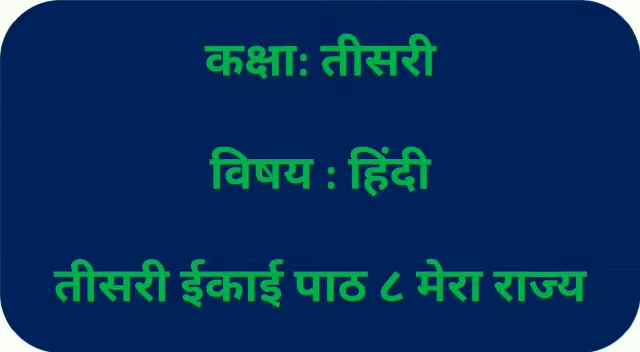 कक्षा: तीसरी
विषय : हिंदी
तीसरी ईकाई पाठ ८ मेरा राज्य